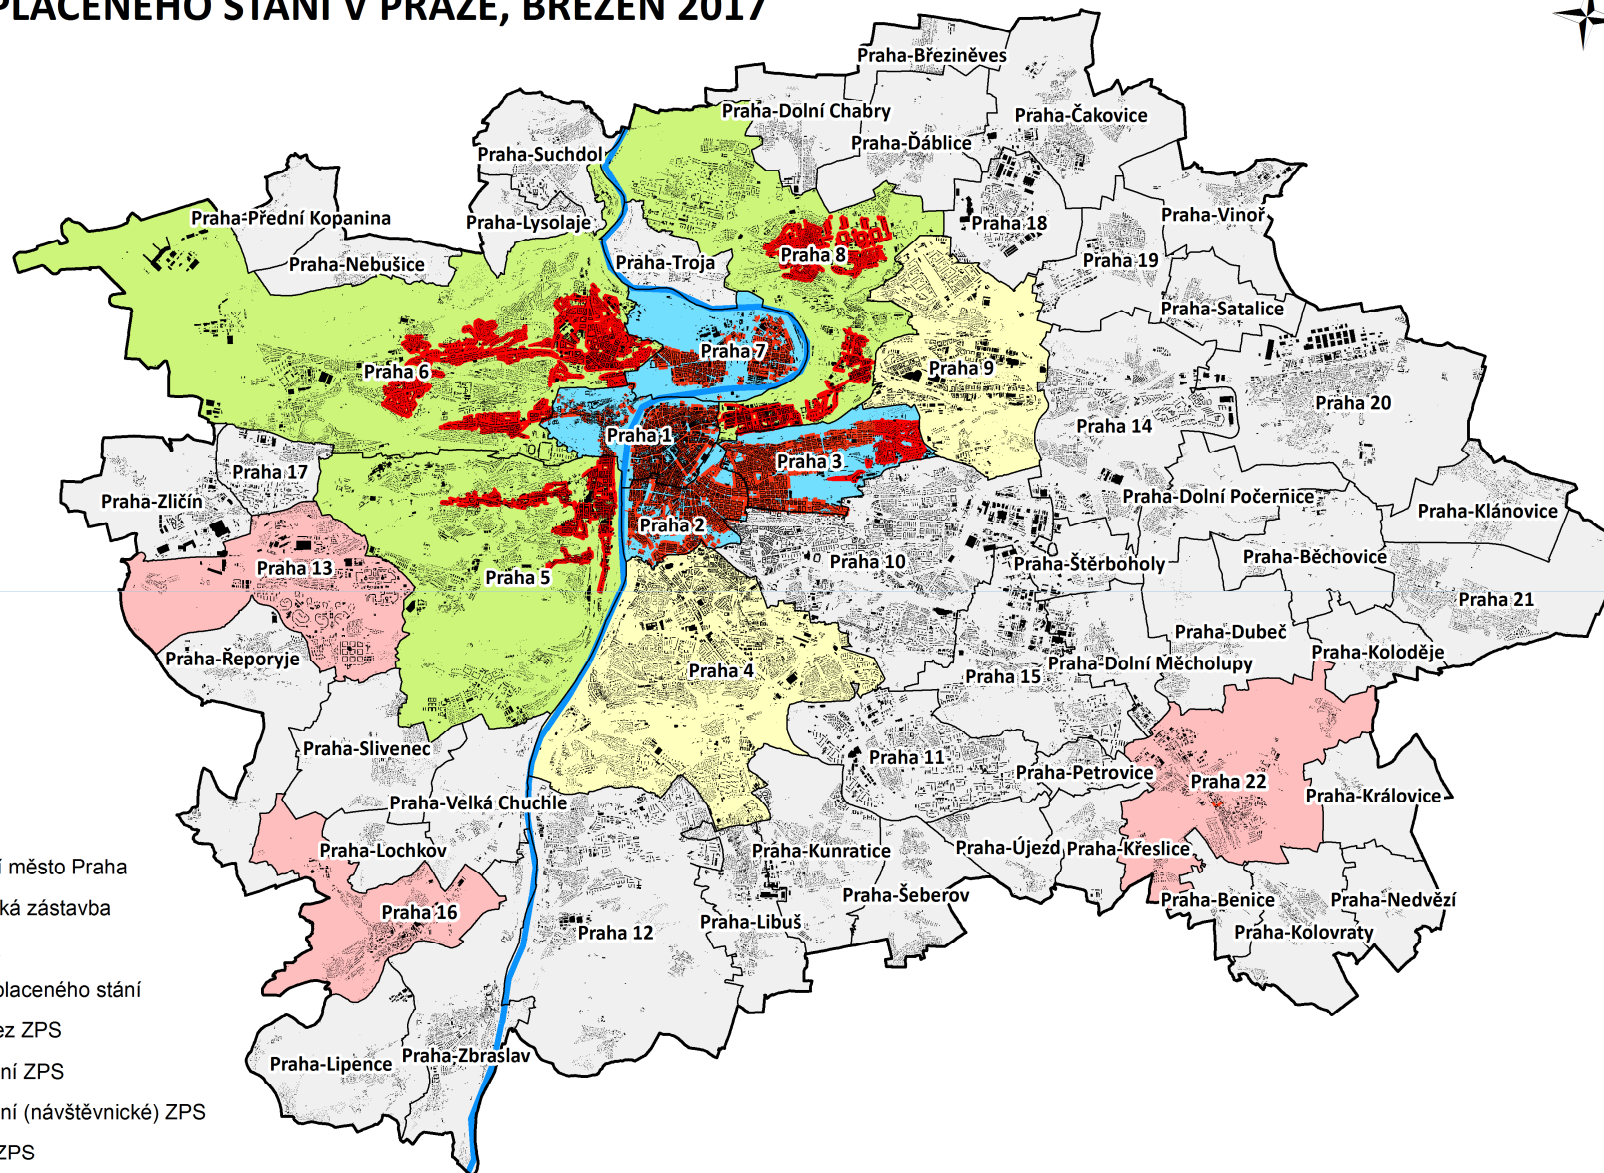 PLACENÉHO STÁNÍ V PRAZE, BŘEZEN 2017
Praha-Březiněves
Praha-Dolní Chabry
Praha-Čakovice
Praha-Ďáblice
Praha-Suchdol
Praha-Přední Kopanina
Praha-Lysolaje
Praha 18
Praha-Vinoř
Praha-Nebušice
Praha-Troja
Praha 8
Praha 19
Praha-Satalice
Praha 7
Praha 6
Praha 9
Praha 20
Praha 14
Praha 1
Praha 3
Praha 17
Praha-Zličín
Praha-Dolní Počernice
Praha-Klánovice
Praha 2
Praha 13
Praha 5
Praha 10
Praha-Štěrboholy
Praha-Běchovice
Praha 21
Praha-Dubeč
Praha-Řeporyje
Praha 4
Praha 15
Praha-Dolní Měcholupy
Praha-Koloděje
Praha-Slivenec
Praha 11
Praha-Petrovice
Praha 22
Praha-Královice
Praha-Velká Chuchle
Praha-Lochkov
Praha-Kunratice
Praha-Újezd
Praha-Křeslice
Praha-Šeberov
Praha-Benice
Praha-Nedvězí
Praha 16
Praha-Libuš
Praha 12
Praha-Kolovraty
Praha-Lipence
Praha-Zbraslav
í město Praha
ká zástavba
placeného stání
ez ZPS
ní ZPS
ní (návštěvnické) ZPS
ZPS